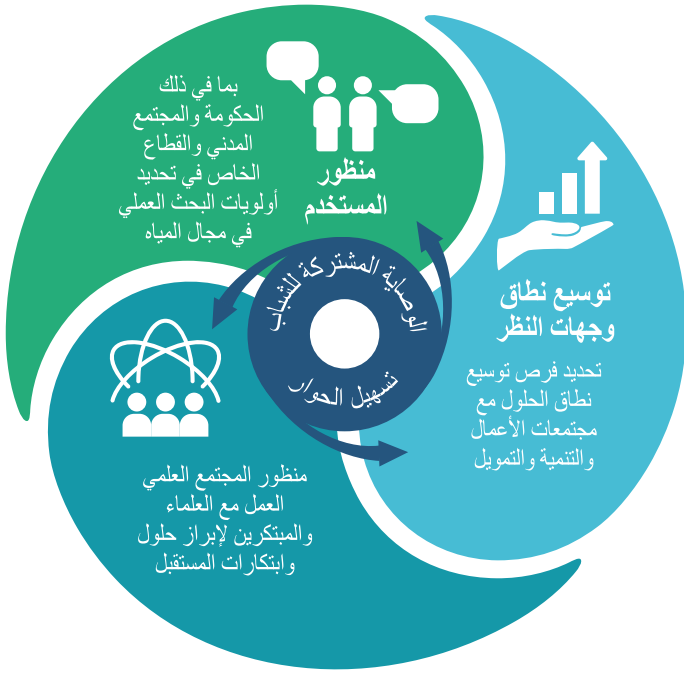 منظور
المستخدم
بما في ذلك
الحكومة والمجتمع
المدني والقطاع
الخاص في تحديد
أولويات البحث العملي
في مجال المياه
توسيع نطاق
وجهات النظر
تحديد فرص توسيع
نطاق الحلول مع
مجتمعات الأعمال
والتنمية والتمويل
الوصاية المشتركة للشباب
تسهيل الحوار
منظور المجتمع العلمي
العمل مع العلماء
والمبتكرين لإبراز حلول
وابتكارات المستقبل